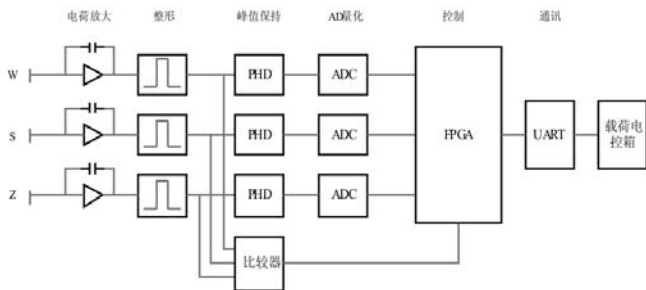 电荷放大 整形 峰值保持 AD量化 控制 通讯
W PHD ADC
S PHD ADC FPGA UART 载荷电
控箱
Z PHD ADC
比较器